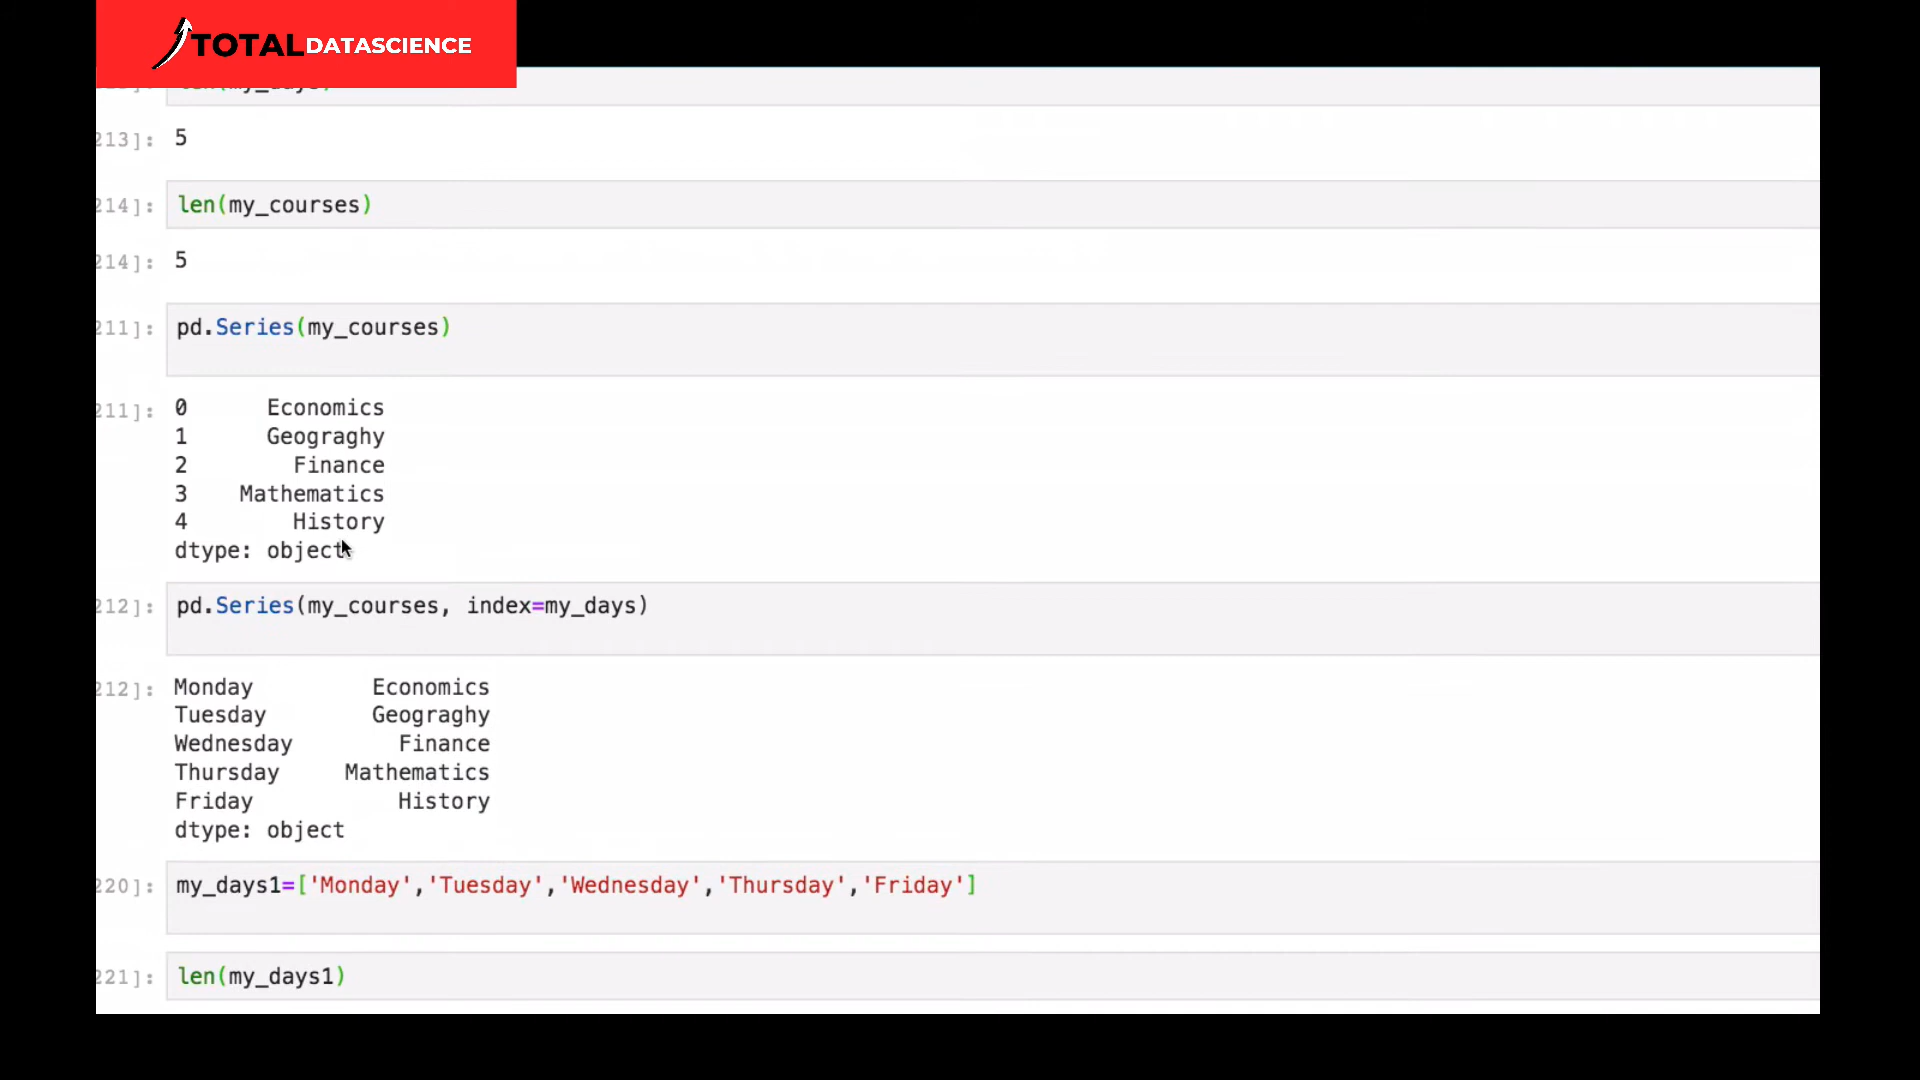 TOTALDATASCIENCE
213]: 5
214]: len(my_courses)
214]: 5
211]: pd.Series(my_courses)
211]: 0 Economics
1 Geograghy
2 Finance
3 Mathematics
4 History
dtype: object
212]: pd.Series(my_courses, index=my_days)
212]: Monday Economics
Tuesday Geograghy
Wednesday Finance
Thursday Mathematics
Friday History
dtype: object
220]: my_days1=['Monday','Tuesday','Wednesday','Thursday','Friday']
221]: len(my_days1)